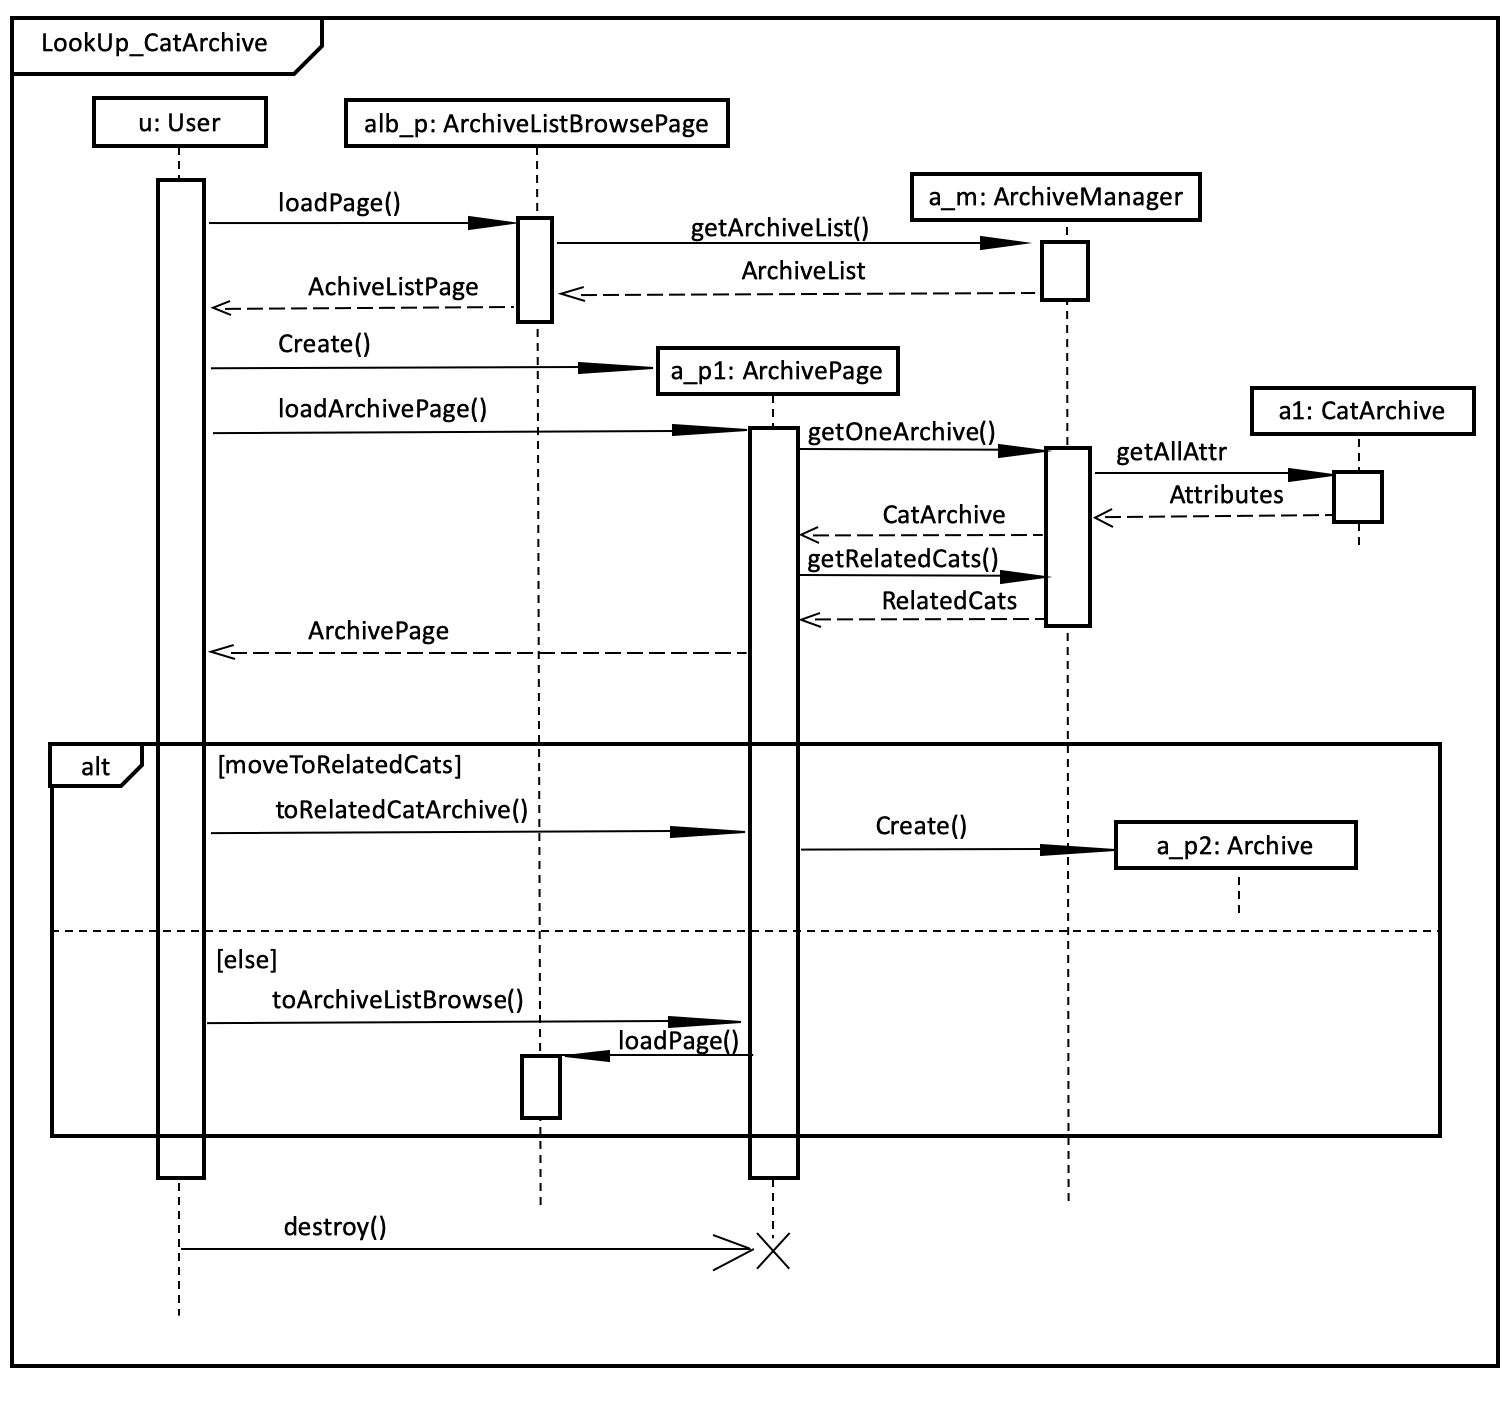 LookUp_CatArchive
u: User
alb_p: ArchiveListBrowsePage
a_m: ArchiveManager
loadPage()
getArchiveList()
ArchiveList
AchiveListPage
Create()
a_p1: ArchivePage
a1: CatArchive
loadArchivePage()
getOneArchive()
getAllAttr
Attributes
CatArchive
getRelatedCats()
RelatedCats
ArchivePage
alt
[moveToRelatedCats]
toRelatedCatArchive()
Create()
a_p2: Archive
[else]
toArchiveListBrowse()
loadPage()
destroy()